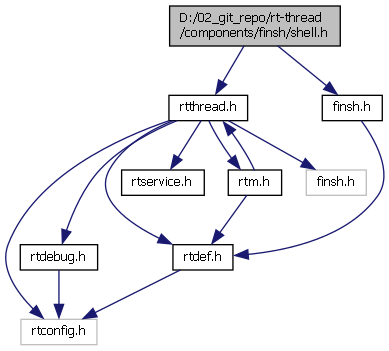 D:/02_git_repo/rt-thread
/components/finsh/shell.h
rtthread.h
finsh.h
rtservice.h
rtm.h
finsh.h
rtdebug.h
rtdef.h
rtconfig.h